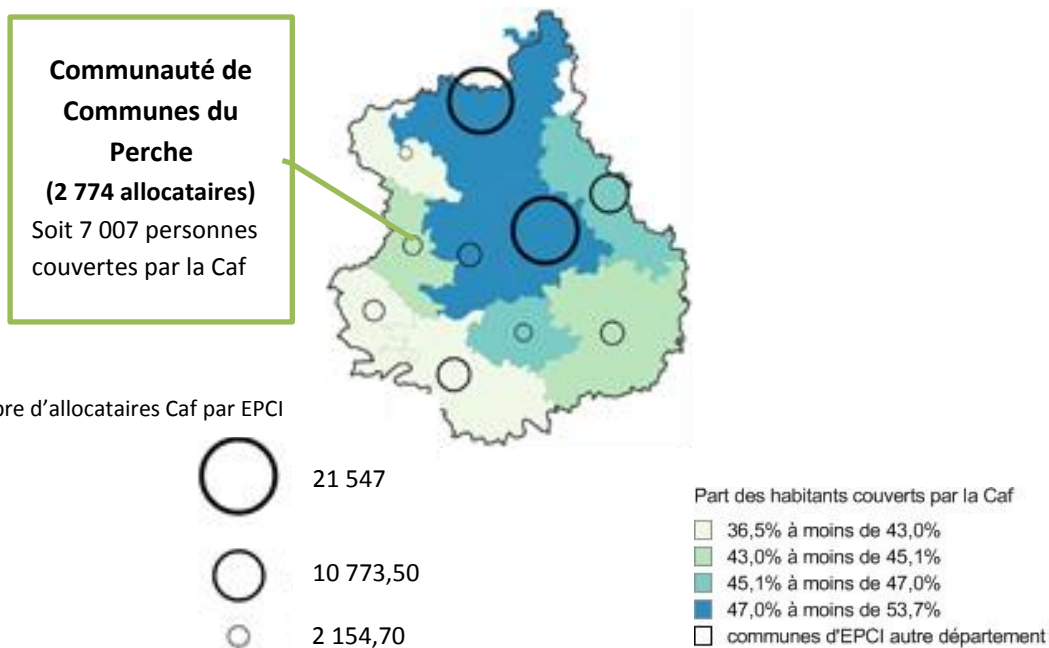 Communauté de
Communes du
Perche
(2 774 allocataires)
Soit 7 007 personnes
couvertes par la Caf
bre d'allocataires Caf par EPCI
21 547
10 773,50
2 154,70
Part des habitants couverts par la Caf
36,5% à moins de 43,0%
43,0% à moins de 45,1%
45,1% à moins de 47,0%
47,0% à moins de 53,7%
communes d'EPCI autre département